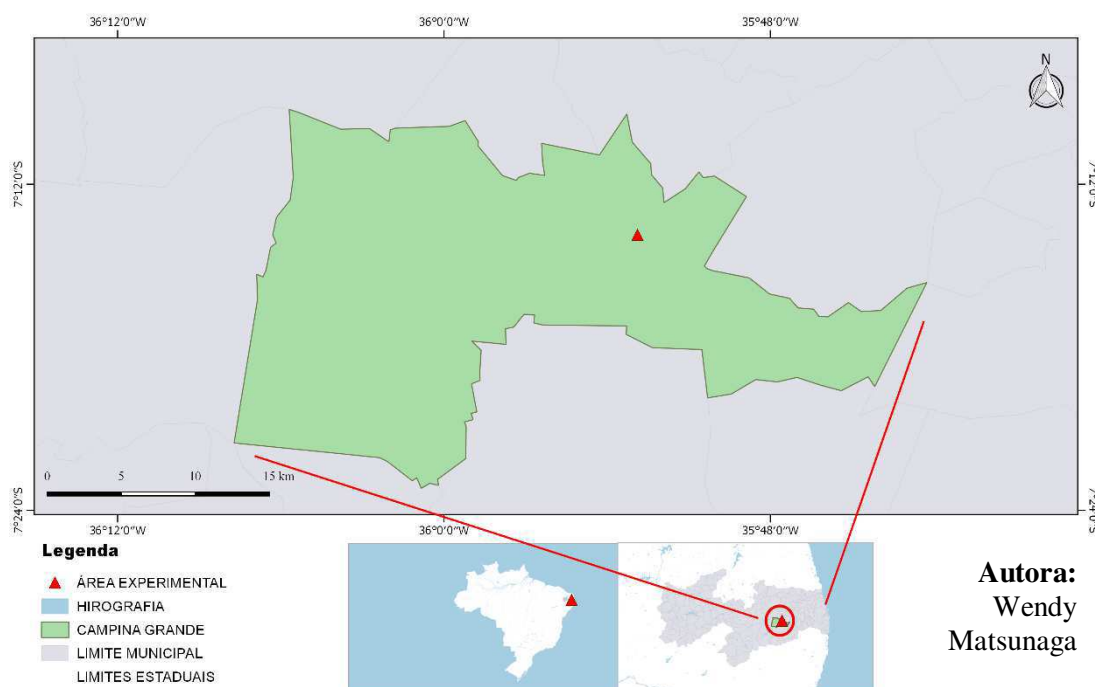 36°12'0"W 36°0'0"W 35°48'0"W
N
7°12'0"S 7°12'0"S
0 5 10 15 km
7°24'0"S 7°24'0"S
36°12'0"W 36°0'0"W 35°48'0"W
Legenda
ÁREA EXPERIMENTAL
HIROGRAFIA
CAMPINA GRANDE
LIMITE MUNICIPAL
LIMITES ESTADUAIS
Autora:
Wendy
Matsunaga